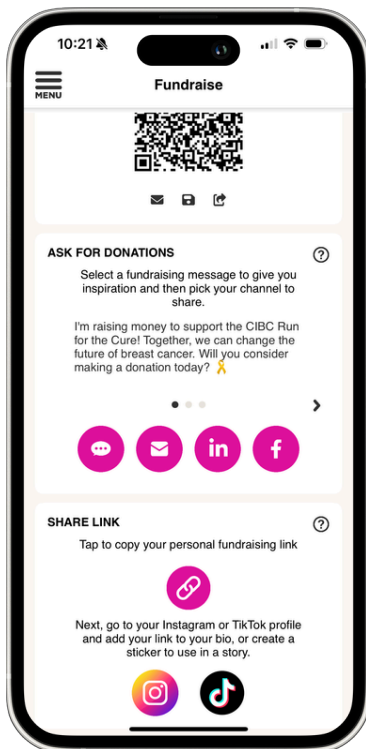 10:21
MENU
Fundraise
ASK FOR DONATIONS
Select a fundraising message to give you
inspiration and then pick your channel to
share.
I'm raising money to support the CIBC Run
for the Cure! Together, we can change the
future of breast cancer. Will you consider
making a donation today? 🎗️
in
f
SHARE LINK
Tap to copy your personal fundraising link
Next, go to your Instagram or TikTok profile
and add your link to your bio, or create a
sticker to use in a story.